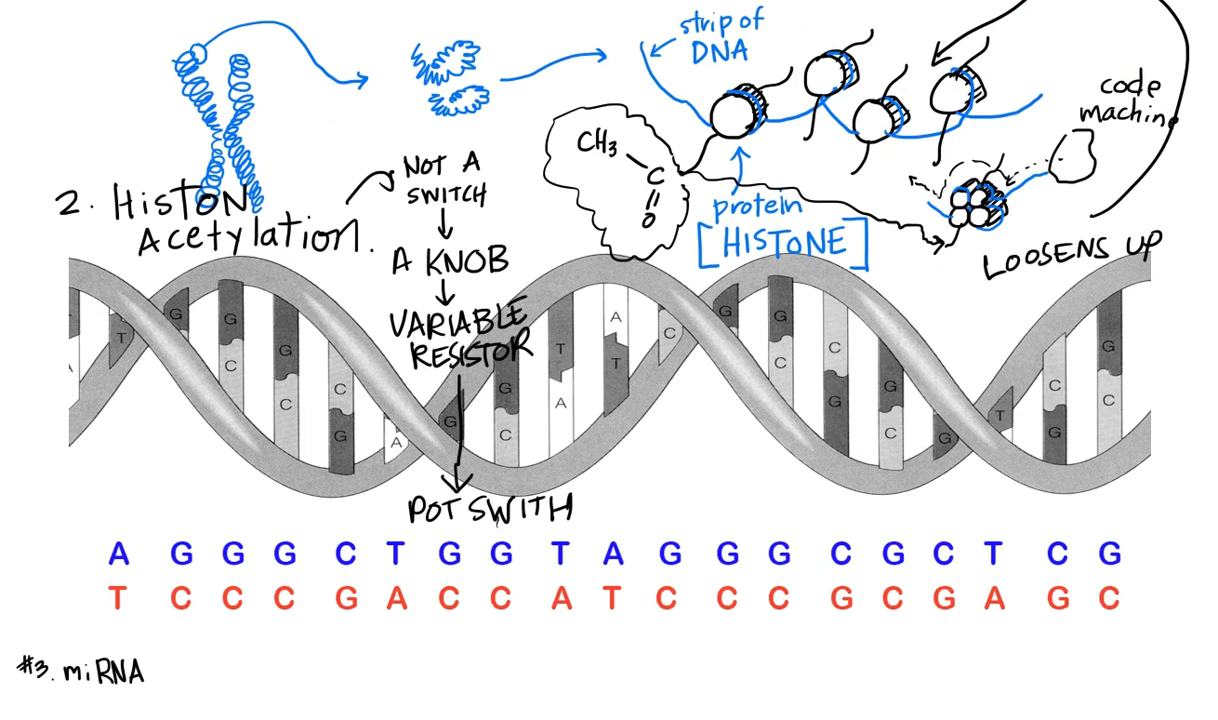 strip of
DNA
code
machine
CH3
C
O
NOT A
SWITCH
2. HistoN
Acetylation.
protein
[HISTONE]
A KNOB
LOOSENS UP
VARIABLE
RESISTOR
T G G C G C C G A G G C T A A T C G G C C G G C G T C G G C
POT SWITH
A G G G C T G G T A G G G C G C T C G
T C C C G A C C A T C C C G C G A G C
#3. miRNA